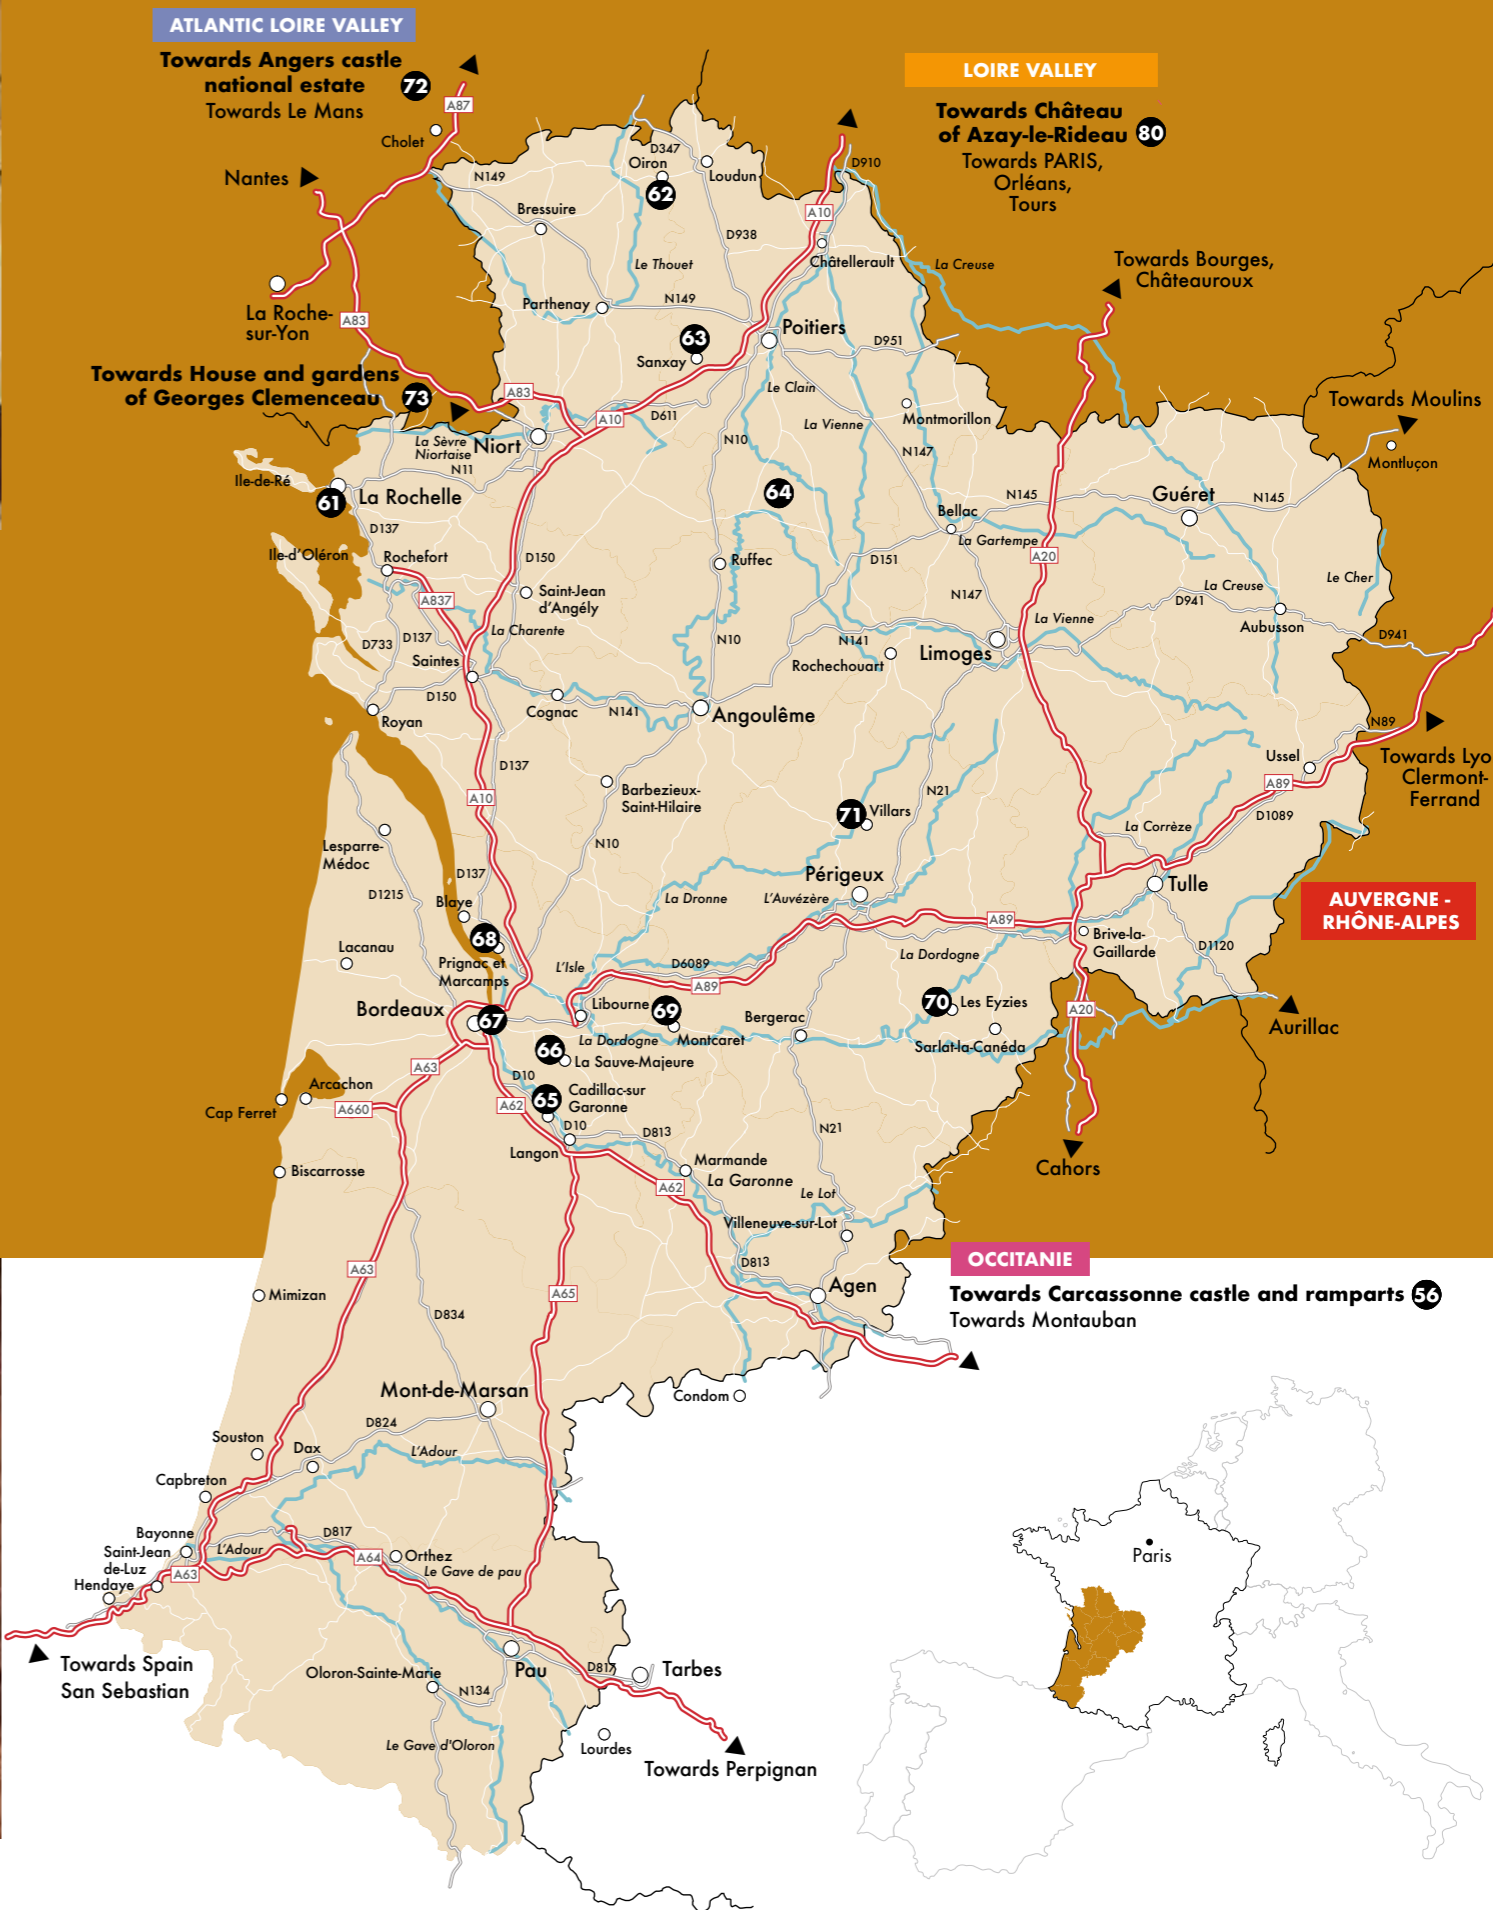 ATLANTIC LOIRE VALLEY
Towards Angers castle
national estate 72
Towards Le Mans
A87
Cholet
Nantes
LOIRE VALLEY
Towards Château
of Azay-le-Rideau 80
Towards PARIS,
Orléans,
Tours
D347
Oiron
62
Loudun
D910
N149
Bressuire
A10
D938
Châtellerault
La Creuse
Le Thouet
Towards Bourges,
Châteauroux
La Roche-
sur-Yon
A83
Parthenay
N149
63
Sanxay
Poitiers
D951
Towards House and gardens
of Georges Clemenceau 73
A83
A10
D611
Le Clain
La Vienne
Montmorillon
Towards Moulins
Montluçon
La Sèvre
Niortaise
Niort
N11
N10
N147
Ile-de-Ré
61
La Rochelle
64
N145
Guéret
N145
Bellac
La Gartempe
D137
Ile-d'Oléron
Rochefort
D150
Ruffec
D151
A20
A837
Saint-Jean
d'Angély
N147
La Creuse
D941
Le Cher
La Charente
La Vienne
Aubusson
D941
D733
D137
Saintes
N10
N141
Rochechouart
Limoges
D150
Royan
Cognac
N141
Angoulême
N89
Towards Lyo
Clermont-
Ferrand
Ussel
A89
D1089
D137
A10
Barbezieux-
Saint-Hilaire
N10
71
Villars
N21
La Corrèze
Lesparre-
Médoc
D1215
D137
Blaye
Périgeux
La Dronne
L'Auvézère
Tulle
AUVERGNE -
RHÔNE-ALPES
A89
68
Prignac et
Marcamps
Lacanau
Brive-la-
Gaillarde
D1120
La Dordogne
L'Isle
D6089
A89
Bordeaux
67
Libourne
69
Montcaret
Bergerac
70
Les Eyzies
Sarlat-la-Canéda
A20
Aurillac
66
La Dordogne
La Sauve-Majeure
A63
D10
Arcachon
Cap Ferret
A660
A62
65
Cadillac-sur
Garonne
D10
D813
N21
Langon
Biscarrosse
Marmande
La Garonne
A62
Le Lot
Villeneuve-sur-Lot
Cahors
A63
D813
Agen
OCCITANIE
Towards Carcassonne castle and ramparts 56
Towards Montauban
Mimizan
D834
A65
Mont-de-Marsan
Condom
D824
Souston
Dax
L'Adour
Capbreton
Bayonne
Saint-Jean
de-Luz
Hendaye
A63
L'Adour
D817
A64
Orthez
Le Gave de pau
Paris
Towards Spain
San Sebastian
Oloron-Sainte-Marie
N134
Pau
D817
Tarbes
Le Gave d'Oloron
Lourdes
Towards Perpignan